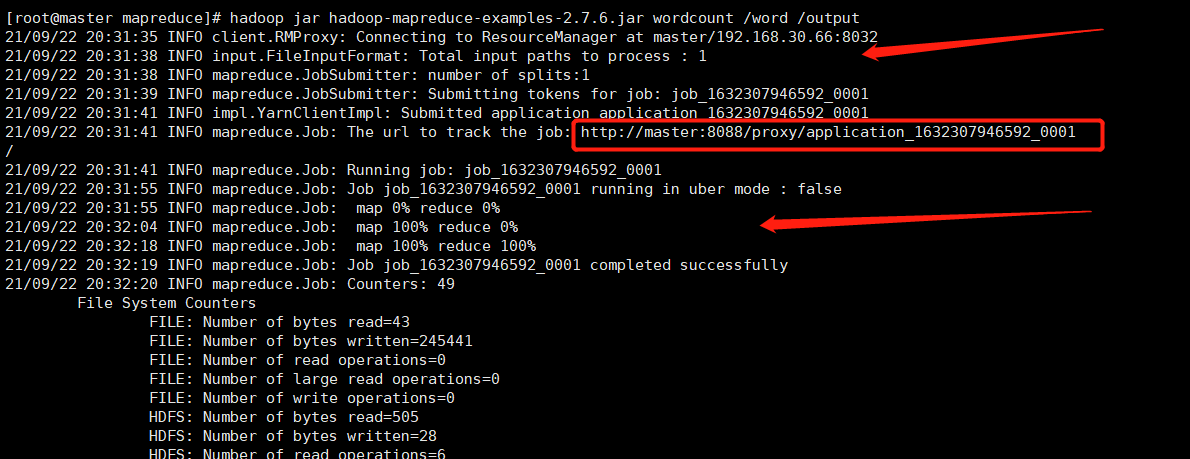 [root@master mapreduce]# hadoop jar hadoop-mapreduce-examples-2.7.6.jar wordcount /word /output
21/09/22 20:31:35 INFO client.RMProxy: Connecting to ResourceManager at master/192.168.30.66:8032
21/09/22 20:31:38 INFO input.FileInputFormat: Total input paths to process : 1
21/09/22 20:31:38 INFO mapreduce.JobSubmitter: number of splits:1
21/09/22 20:31:39 INFO mapreduce.JobSubmitter: Submitting tokens for job: job_1632307946592_0001
21/09/22 20:31:41 INFO impl.YarnClientImpl: Submitted application application_1632307946592_0001
21/09/22 20:31:41 INFO mapreduce.Job: The url to track the job: http://master:8088/proxy/application_1632307946592_0001
/
21/09/22 20:31:41 INFO mapreduce.Job: Running job: job_1632307946592_0001
21/09/22 20:31:55 INFO mapreduce.Job: Job job_1632307946592_0001 running in uber mode : false
21/09/22 20:31:55 INFO mapreduce.Job:  map 0% reduce 0%
21/09/22 20:32:04 INFO mapreduce.Job:  map 100% reduce 0%
21/09/22 20:32:18 INFO mapreduce.Job:  map 100% reduce 100%
21/09/22 20:32:19 INFO mapreduce.Job: Job job_1632307946592_0001 completed successfully
21/09/22 20:32:20 INFO mapreduce.Job: Counters: 49
File System Counters
FILE: Number of bytes read=43
FILE: Number of bytes written=245441
FILE: Number of read operations=0
FILE: Number of large read operations=0
FILE: Number of write operations=0
HDFS: Number of bytes read=505
HDFS: Number of bytes written=28
HDFS: Number of read operations=6